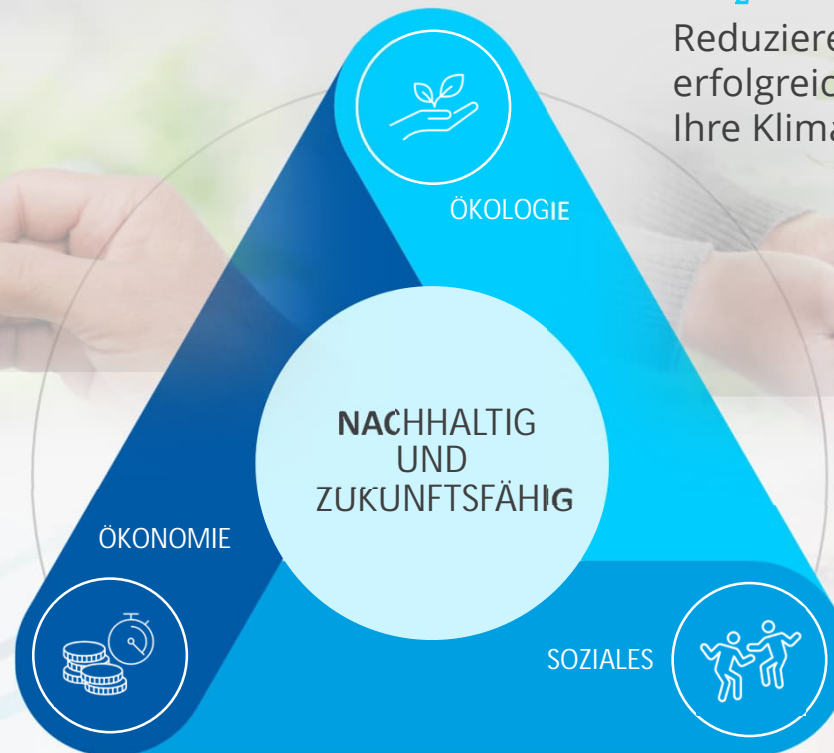 Reduziere
erfolgreic
Ihre Klima
ÖKOLOGIE
NACHHALTIG
UND
ZUKUNFTSFÄHIG
ÖKONOMIE
SOZIALES